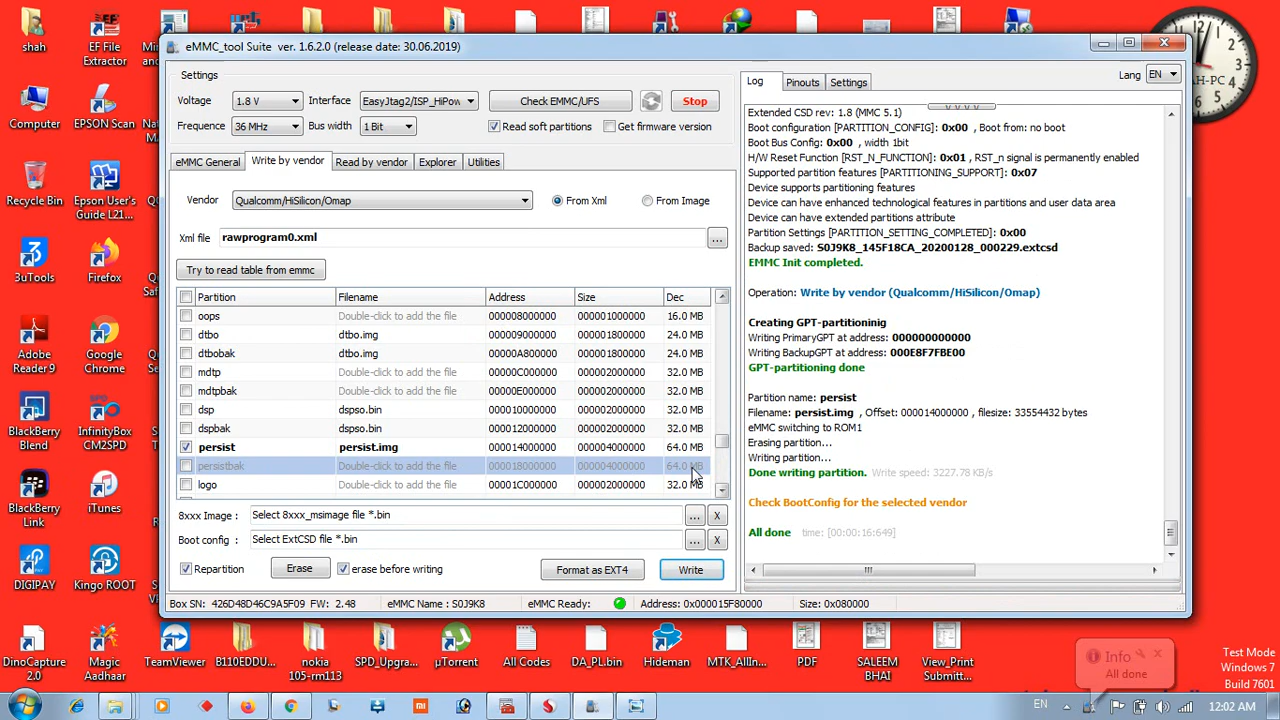 shah
EF File
Extractor
Mi
Computer
EPSON Scan
Recycle Bin
Epson User's
Guide L21...
3uTools
Firefox
Adobe
Reader 9
Google
Chrome
BlackBerry
Blend
InfinityBox
CM2SPD
BlackBerry
Link
iTunes
DIGIPAY
Kingo ROOT
eMMC_tool Suite ver. 1.6.2.0 (release date: 30.06.2019)
Settings
Voltage
1.8 V
Interface
EasyJtag2/ISP_HiPow
Check EMMC/UFS
Stop
Frequency
36 MHz
Bus width
1 Bit
Read soft partitions
Get firmware version
eMMC General
Write by vendor
Read by vendor
Explorer
Utilities
Vendor
Qualcomm/HiSilicon/Omap
From Xml
From Image
Xml file
rawprogram0.xml
...
Try to read table from emmc
Partition Filename Address Size Dec
oops Double-click to add the file 000008000000 000001000000 16.0 MB
dtbo dtbo.img 000009000000 000001800000 24.0 MB
dtbobak dtbo.img 00000A800000 000001800000 24.0 MB
mdtp Double-click to add the file 00000C000000 000002000000 32.0 MB
mdtpbak Double-click to add the file 00000E000000 000002000000 32.0 MB
dsp dspso.bin 000010000000 000002000000 32.0 MB
dspbak dspso.bin 000012000000 000002000000 32.0 MB
persist persist.img 000014000000 000004000000 64.0 MB
persistbak Double-click to add the file 000018000000 000004000000 64.0 MB
logo Double-click to add the file 00001C000000 000002000000 32.0 MB
8xxx Image : Select 8xxx_msimage file *.bin ... X
Boot config : Select ExtCSD file *.bin ... X
Repartition
Erase
erase before writing
Format as EXT4
Write
Box SN: 426D48D46C9A5F09 FW: 2.48 eMMC Name : S0J9K8 eMMC Ready: Address: 0x000015F80000 Size: 0x080000
Log
Pinouts
Settings
Lang
EN
Extended CSD rev: 1.8 (MMC 5.1)
Boot configuration [PARTITION_CONFIG]: 0x00 , Boot from: no boot
Boot Bus Config: 0x00 , width 1bit
H/W Reset Function [RST_N_FUNCTION]: 0x01 , RST_n signal is permanently enabled
Supported partition features [PARTITIONING_SUPPORT]: 0x07
Device supports partitioning features
Device can have enhanced technological features in partitions and user data area
Device can have extended partitions attribute
Partition Settings [PARTITION_SETTING_COMPLETED]: 0x00
Backup saved: S0J9K8_145F18CA_20200128_000229.extcsd
EMMC Init completed.
Operation: Write by vendor (Qualcomm/HiSilicon/Omap)
Creating GPT-partitioninig
Writing PrimaryGPT at address: 000000000000
Writing BackupGPT at address: 000E8F7FBE00
GPT-partitioning done
Partition name: persist
Filename: persist.img , Offset: 000014000000 , filesize: 33554432 bytes
eMMC switching to ROM1
Erasing partition...
Writing partition...
Done writing partition. Write speed: 3227.78 KB/s
Check BootConfig for the selected vendor
All done time: [00:00:16:649]
AH-PC
DinoCapture
2.0
Magic
Aadhaar
TeamViewer
B110EDDU...
nokia
105-rm113
SPD_Upgra...
µTorrent
All Codes
DA_PL.bin
Hideman
MTK_AllIn...
PDF
SALEEM
BHAI
View_Print
Submitt...
Info
All done
Test Mode
Windows 7
Build 7601
EN
12:02 AM